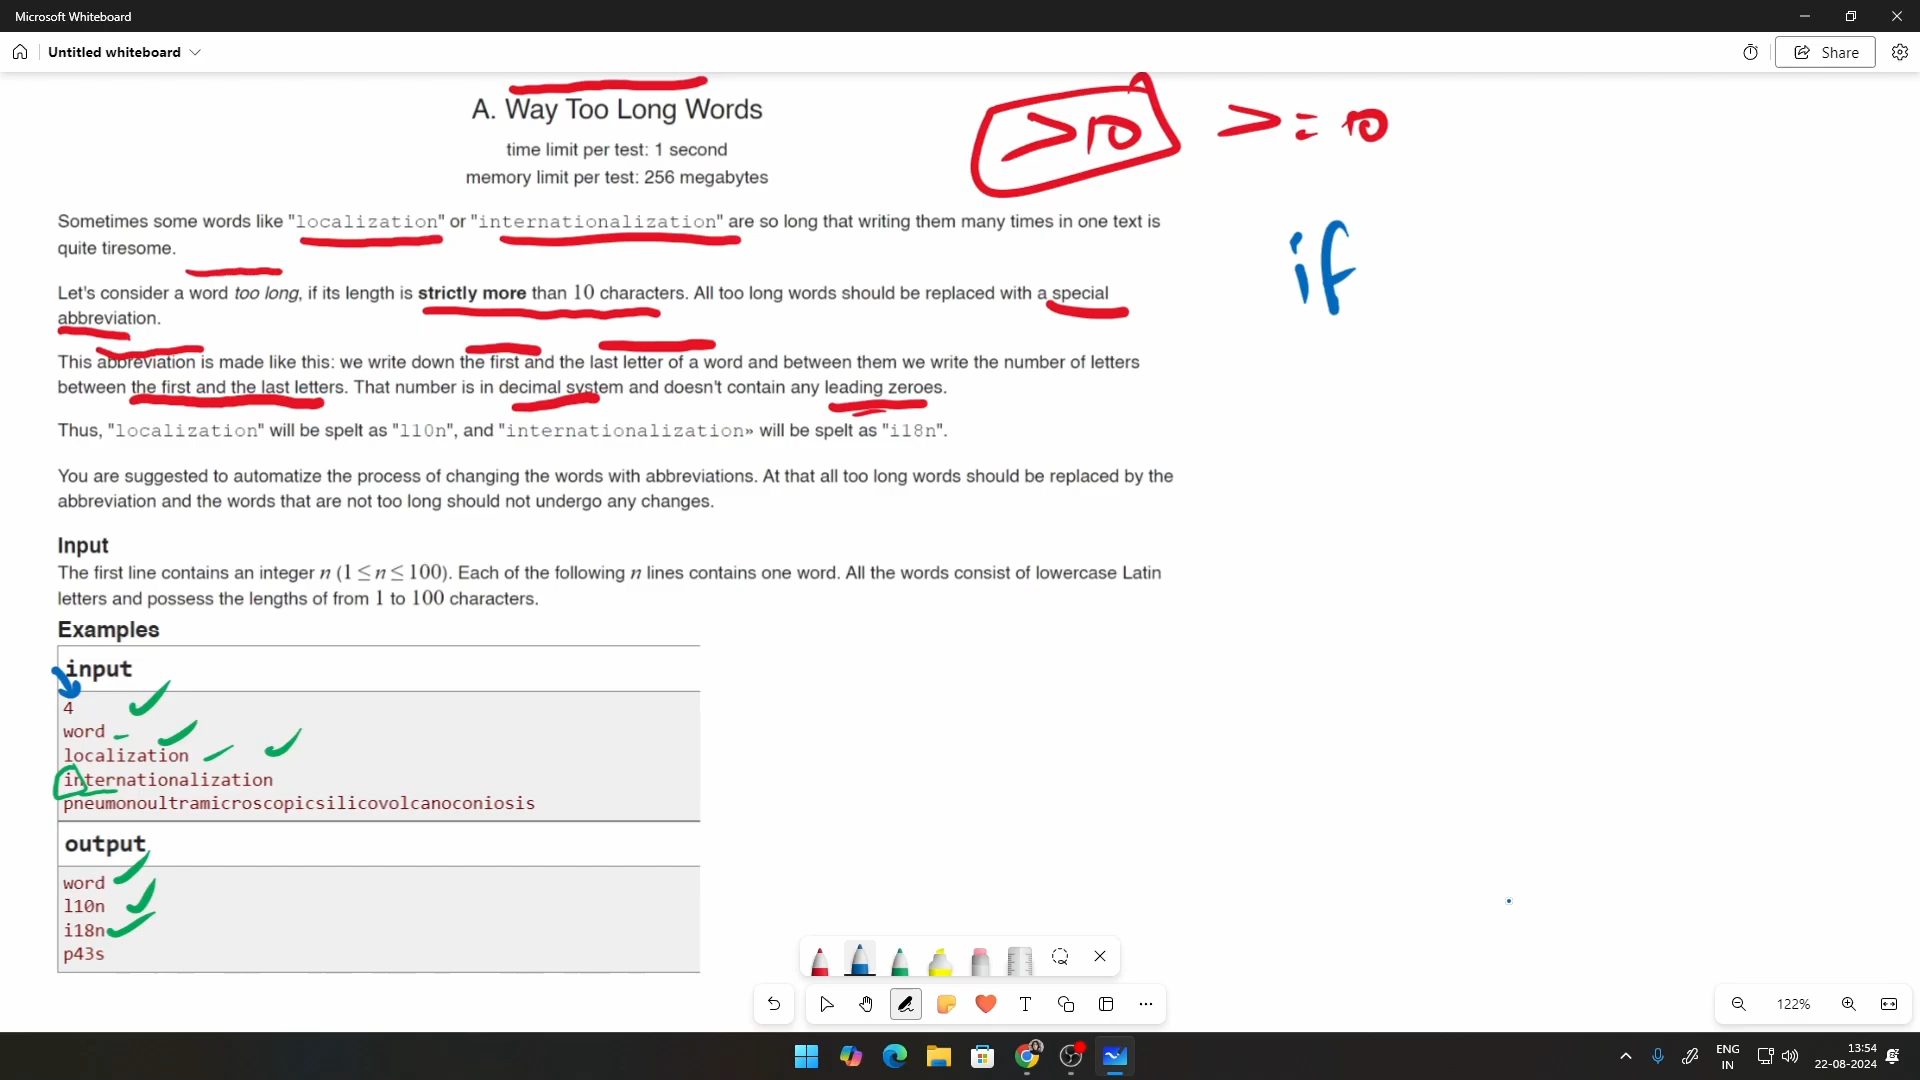 Microsoft Whiteboard
Untitled whiteboard
Share
A. Way Too Long Words
time limit per test: 1 second
memory limit per test: 256 megabytes
>10 >= 10
if
Sometimes some words like "localization" or "internationalization" are so long that writing them many times in one text is
quite tiresome.
Let's consider a word too long, if its length is strictly more than 10 characters. All too long words should be replaced with a special
abbreviation.
This abbreviation is made like this: we write down the first and the last letter of a word and between them we write the number of letters
between the first and the last letters. That number is in decimal system and doesn't contain any leading zeroes.
Thus, "localization" will be spelt as "l10n", and "internationalization» will be spelt as "i18n".
You are suggested to automatize the process of changing the words with abbreviations. At that all too long words should be replaced by the
abbreviation and the words that are not too long should not undergo any changes.
Input
The first line contains an integer n (1 ≤ n ≤ 100). Each of the following n lines contains one word. All the words consist of lowercase Latin
letters and possess the lengths of from 1 to 100 characters.
Examples
input
4
word
localization
internationalization
pneumonoultramicroscopicsilicovolcanoconiosis
output
word
l10n
i18n
p43s
122%
ENG
IN
13:54
22-08-2024